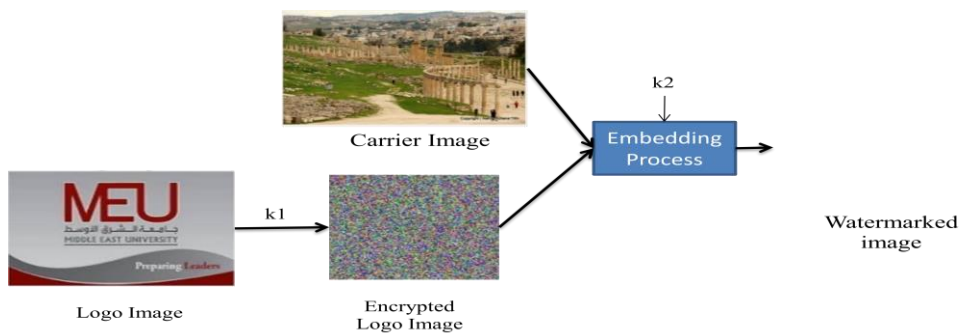 k2
Embedding
Process
Carrier Image
MEU
جامعة الشرق الأوسط
MIDDLE EAST UNIVERSITY
Preparing Leaders
k1
Watermarked
image
Logo Image
Encrypted
Logo Image